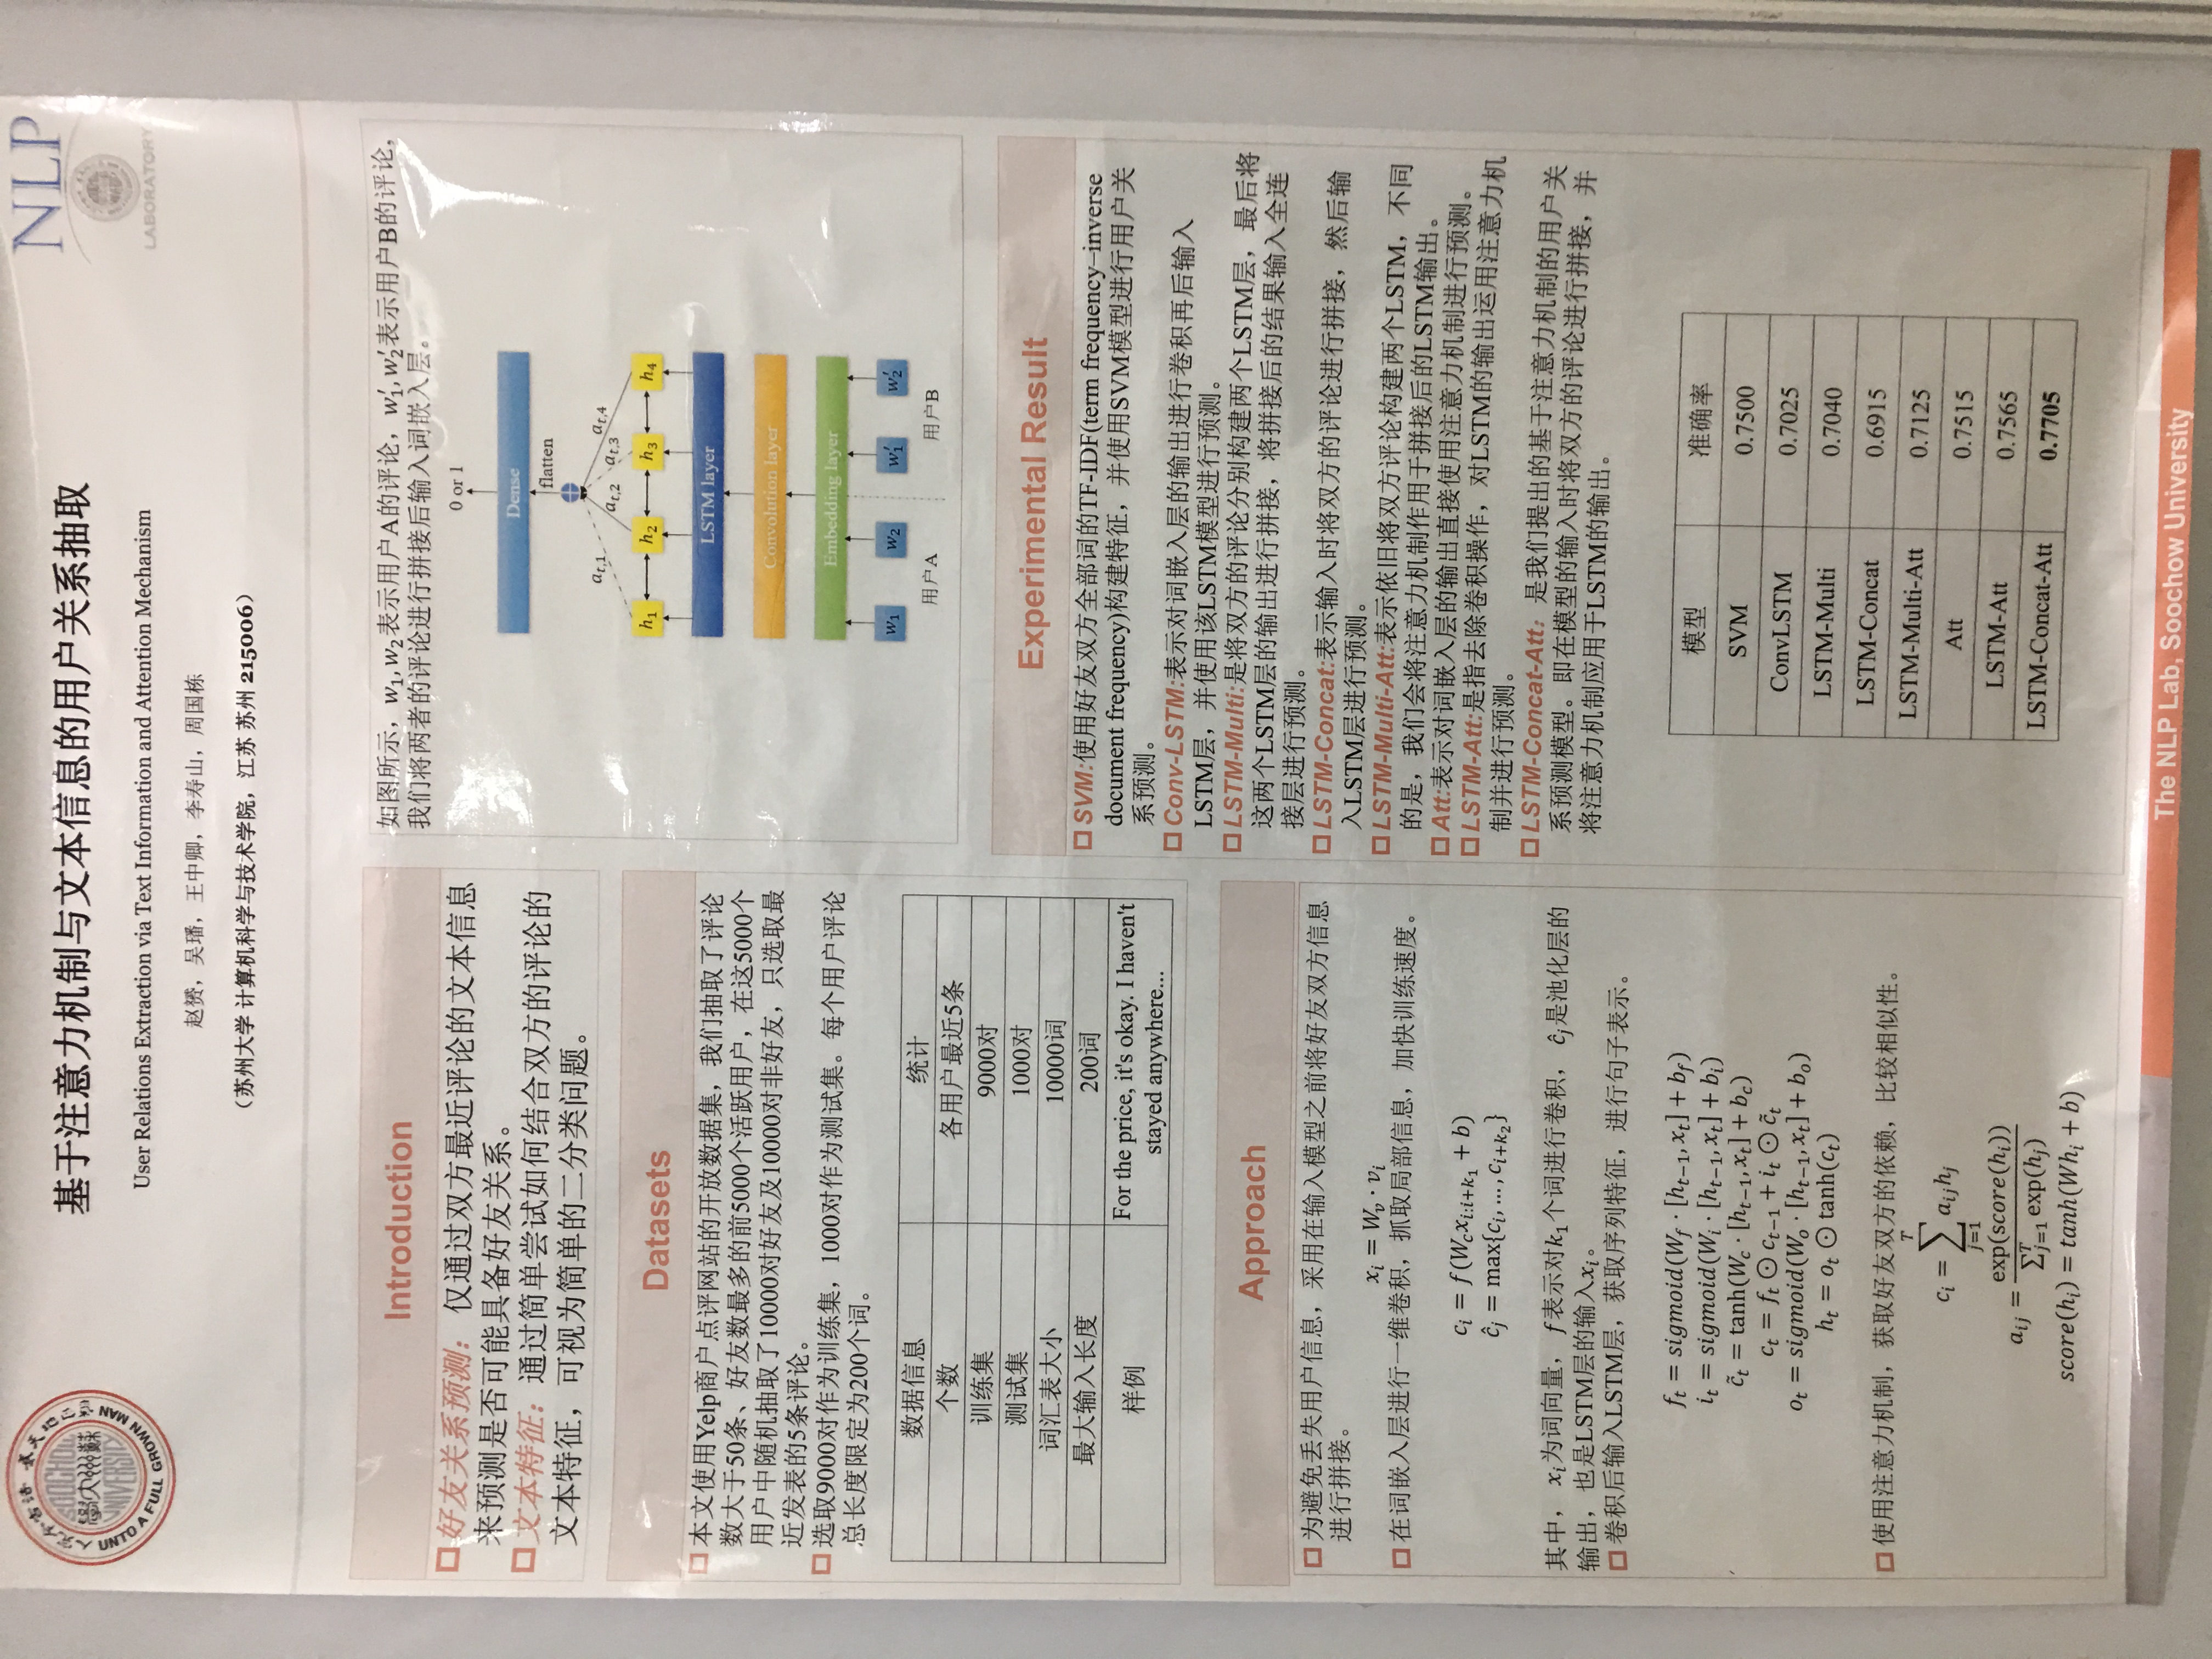 基于注意力机制与文本信息的用户关系抽取
User Relations Extraction via Text Information and Attention Mechanism
赵赟，吴璠，王中卿，李寿山，周国栋
（苏州大学 计算机科学与技术学院，江苏 苏州 215006）
SOOCHOW
UNIVERSITY
UNTO A FULL GROWN MAN
NLP
LABORATORY
Introduction
好友关系预测： 仅通过双方最近评论的文本信息
来预测是否可能具备好友关系。
文本特征：通过简单尝试如何结合双方的评论的
文本特征，可视为简单的二分类问题。
Datasets
本文使用Yelp商户点评网站的开放数据集，我们抽取了评论
数大于50条、好友数最多的前5000个活跃用户，在这5000个
用户中随机抽取了10000对好友及10000对非好友，只选取最
近发表的5条评论。
选取9000对作为训练集，1000对作为测试集。每个用户评论
总长度限定为200个词。
数据信息 统计
个数 各用户最近5条
训练集 9000对
测试集 1000对
词汇表大小 10000词
最大输入长度 200词
样例 For the price, it's okay. I haven't
stayed anywhere...
Approach
为避免丢失用户信息，采用在输入模型之前将好友双方信息
进行拼接。
x_i = W_v · v_i
在词嵌入层进行一维卷积，抓取局部信息，加快训练速度。
c_i = f(W_c x_{i:i+k_1} + b)
ĉ_j = max{c_i, ..., c_{i+k_2}}
其中， x_i为词向量， f表示对k_1个词进行卷积， ĉ_j是池化层的
输出，也是LSTM层的输入x_i。
卷积后输入LSTM层，获取序列特征，进行句子表示。
f_t = sigmoid(W_f · [h_{t−1}, x_t] + b_f)
i_t = sigmoid(W_i · [h_{t−1}, x_t] + b_i)
c̃_t = tanh(W_c · [h_{t−1}, x_t] + b_c)
c_t = f_t ⊙ c_{t−1} + i_t ⊙ c̃_t
o_t = sigmoid(W_o · [h_{t−1}, x_t] + b_o)
h_t = o_t ⊙ tanh(c_t)
使用注意力机制，获取好友双方的依赖，比较相似性。
c_i = ∑_{j=1}^{T} a_{ij}h_j
a_{ij} = exp(score(h_i)) / ∑_{j=1}^{T} exp(h_j)
score(h_i) = tanh(Wh_i + b)
如图所示，w_1,w_2表示用户A的评论，w′_1,w′_2表示用户B的评论，
我们将两者的评论进行拼接后输入词嵌入层。
0 or 1
Dense
flatten
a_{t,1} a_{t,2} a_{t,3} a_{t,4}
h_1 h_2 h_3 h_4
LSTM layer
Convolution layer
Embedding layer
w_1 w_2 w′_1 w′_2
用户A 用户B
Experimental Result
SVM:使用好友双方全部词的TF-IDF(term frequency–inverse
document frequency)构建特征，并使用SVM模型进行用户关
系预测。
Conv-LSTM:表示对词嵌入层的输出进行卷积再后输入
LSTM层，并使用该LSTM模型进行预测。
LSTM-Multi:是将双方的评论分别构建两个LSTM层，最后将
这两个LSTM层的输出进行拼接，将拼接后的结果输入全连
接层进行预测。
LSTM-Concat:表示输入时将双方的评论进行拼接，然后输
入LSTM层进行预测。
LSTM-Multi-Att:表示依旧将双方评论构建两个LSTM，不同
的是，我们会将注意力机制作用于拼接后的LSTM输出。
Att:表示对词嵌入层的输出直接使用注意力机制进行预测。
LSTM-Att:是指去除卷积操作，对LSTM的输出运用注意力机
制并进行预测。
LSTM-Concat-Att：是我们提出的基于注意力机制的用户关
系预测模型。即在模型的输入时将双方的评论进行拼接，并
将注意力机制应用于LSTM的输出。
模型 准确率
SVM 0.7500
ConvLSTM 0.7025
LSTM-Multi 0.7040
LSTM-Concat 0.6915
LSTM-Multi-Att 0.7125
Att 0.7515
LSTM-Att 0.7565
LSTM-Concat-Att 0.7705
The NLP Lab, Soochow University